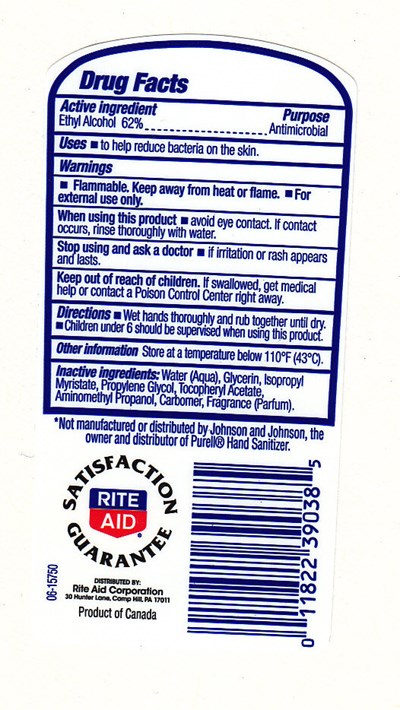 Drug Facts
Active ingredient Purpose
Ethyl Alcohol 62% Antimicrobial
Uses ■ to help reduce bacteria on the skin.
Warnings
■ Flammable. Keep away from heat or flame. ■ For
external use only.
When using this product ■ avoid eye contact. If contact
occurs, rinse thoroughly with water.
Stop using and ask a doctor ■ if irritation or rash appears
and lasts.
Keep out of reach of children. If swallowed, get medical
help or contact a Poison Control Center right away.
Directions ■ Wet hands thoroughly and rub together until dry.
■ Children under 6 should be supervised when using this product.
Other information Store at a temperature below 110°F (43°C).
Inactive ingredients: Water (Aqua), Glycerin, Isopropyl
Myristate, Propylene Glycol, Tocopheryl Acetate,
Aminomethyl Propanol, Carbomer, Fragrance (Parfum).
*Not manufactured or distributed by Johnson and Johnson, the
owner and distributor of Purell® Hand Sanitizer.
SATISFACTION
RITE
AID®
GUARANTEE
06-15750
DISTRIBUTED BY:
Rite Aid Corporation
30 Hunter Lane, Camp Hill, PA 17011
Product of Canada
0 11822 39038 5